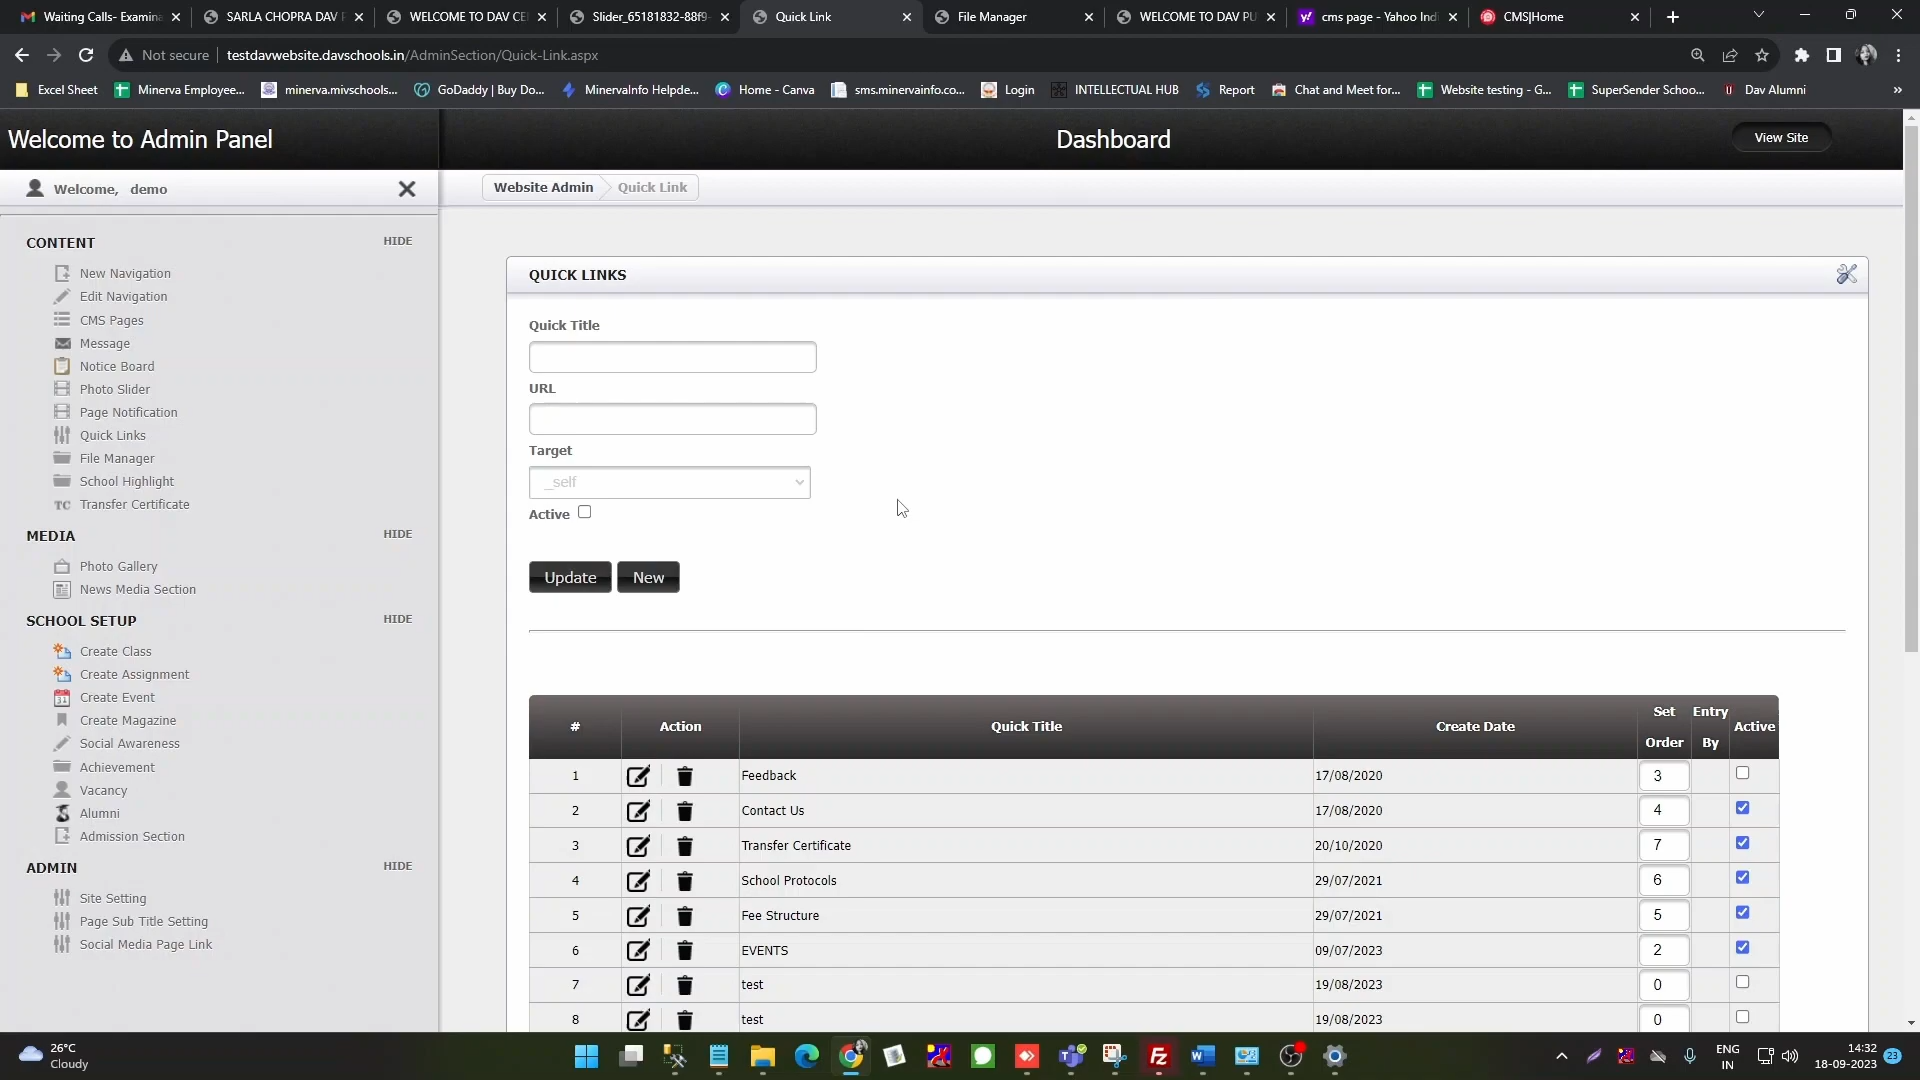 Waiting Calls- Examina
SARLA CHOPRA DAV P
WELCOME TO DAV CEN
Slider_65181832-88f9-
Quick Link
File Manager
WELCOME TO DAV PU
cms page - Yahoo Indi
CMS|Home
Not secure
testdavwebsite.davschools.in/AdminSection/Quick-Link.aspx
Excel Sheet
Minerva Employee...
minerva.mivschools...
GoDaddy | Buy Do...
MinervaInfo Helpde...
Home - Canva
sms.minervainfo.co...
Login
INTELLECTUAL HUB
Report
Chat and Meet for...
Website testing - G...
SuperSender Schoo...
Dav Alumni
»
Welcome to Admin Panel
Dashboard
View Site
Welcome, demo
Website Admin
Quick Link
CONTENT
HIDE
New Navigation
Edit Navigation
CMS Pages
Message
Notice Board
Photo Slider
Page Notification
Quick Links
File Manager
School Highlight
TC Transfer Certificate
MEDIA
HIDE
Photo Gallery
News Media Section
SCHOOL SETUP
HIDE
Create Class
Create Assignment
31 Create Event
Create Magazine
Social Awareness
Achievement
Vacancy
Alumni
Admission Section
ADMIN
HIDE
Site Setting
Page Sub Title Setting
Social Media Page Link
QUICK LINKS
Quick Title
URL
Target
_self
Active
Update
New
# Action Quick Title Create Date Set Order Entry By Active
1 Feedback 17/08/2020 3
2 Contact Us 17/08/2020 4
3 Transfer Certificate 20/10/2020 7
4 School Protocols 29/07/2021 6
5 Fee Structure 29/07/2021 5
6 EVENTS 09/07/2023 2
7 test 19/08/2023 0
8 test 19/08/2023 0
26°C
Cloudy
ENG
IN
14:32
18-09-2023
23